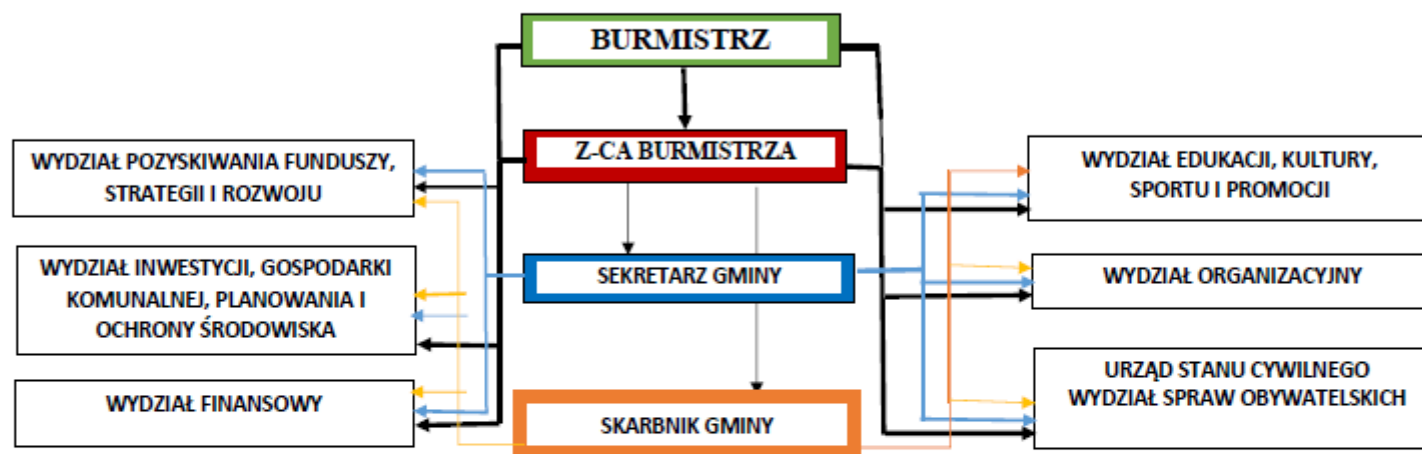 BURMISTRZ
Z-CA BURMISTRZA
SEKRETARZ GMINY
SKARBNIK GMINY
WYDZIAŁ POZYSKIWANIA FUNDUSZY,
STRATEGII I ROZWOJU
WYDZIAŁ INWESTYCJI, GOSPODARKI
KOMUNALNEJ, PLANOWANIA I
OCHRONY ŚRODOWISKA
WYDZIAŁ FINANSOWY
WYDZIAŁ EDUKACJI, KULTURY,
SPORTU I PROMOCJI
WYDZIAŁ ORGANIZACYJNY
URZĄD STANU CYWILNEGO
WYDZIAŁ SPRAW OBYWATELSKICH